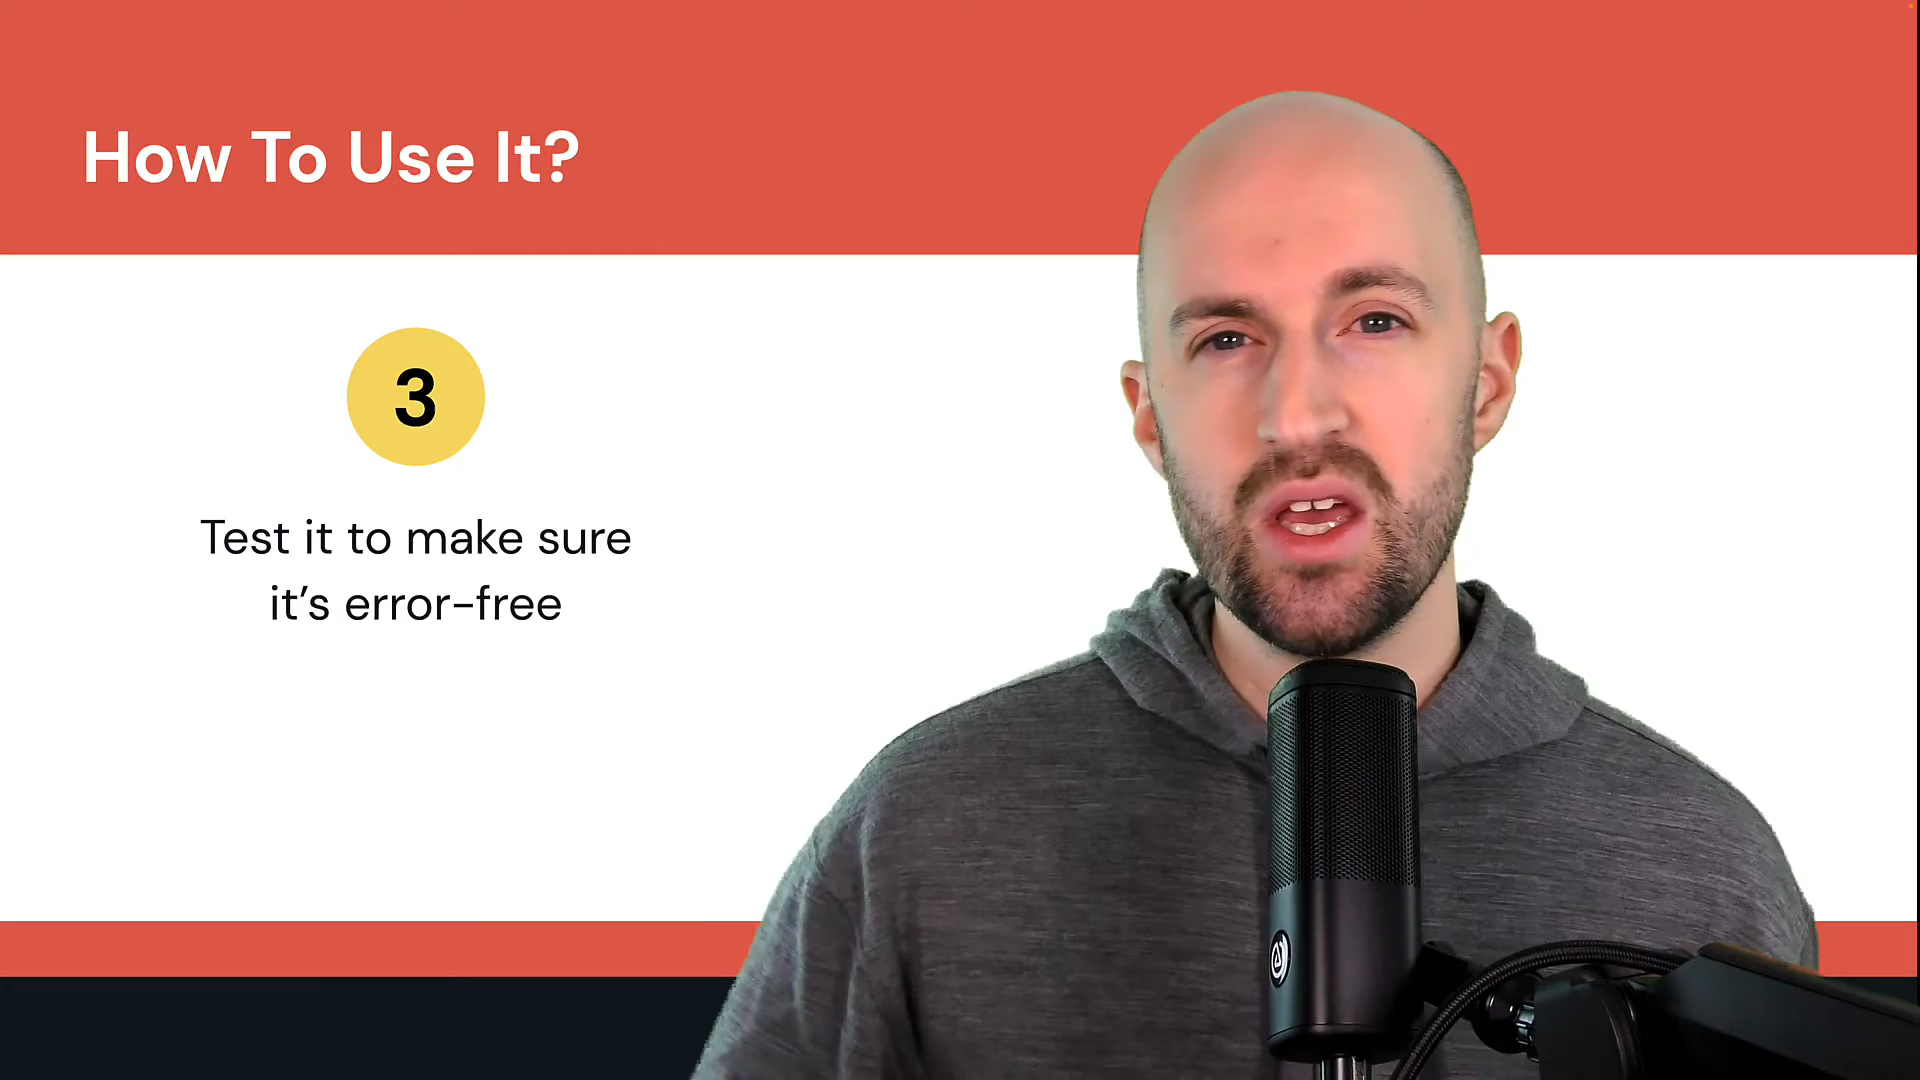 How To Use It?
3
Test it to make sure
it’s error-free